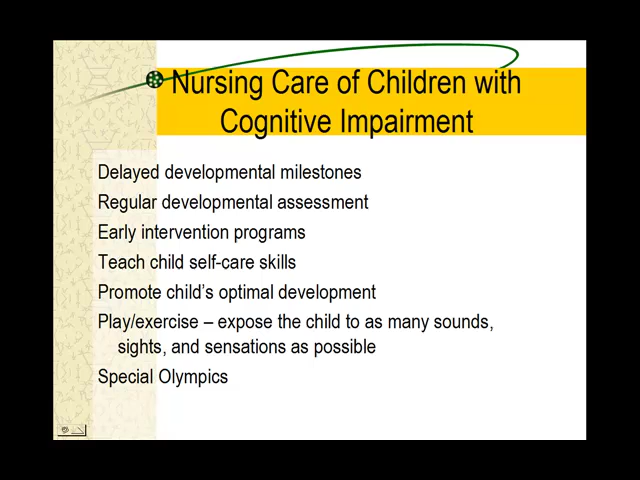 Nursing Care of Children with
Cognitive Impairment
Delayed developmental milestones
Regular developmental assessment
Early intervention programs
Teach child self-care skills
Promote child's optimal development
Play/exercise – expose the child to as many sounds,
sights, and sensations as possible
Special Olympics